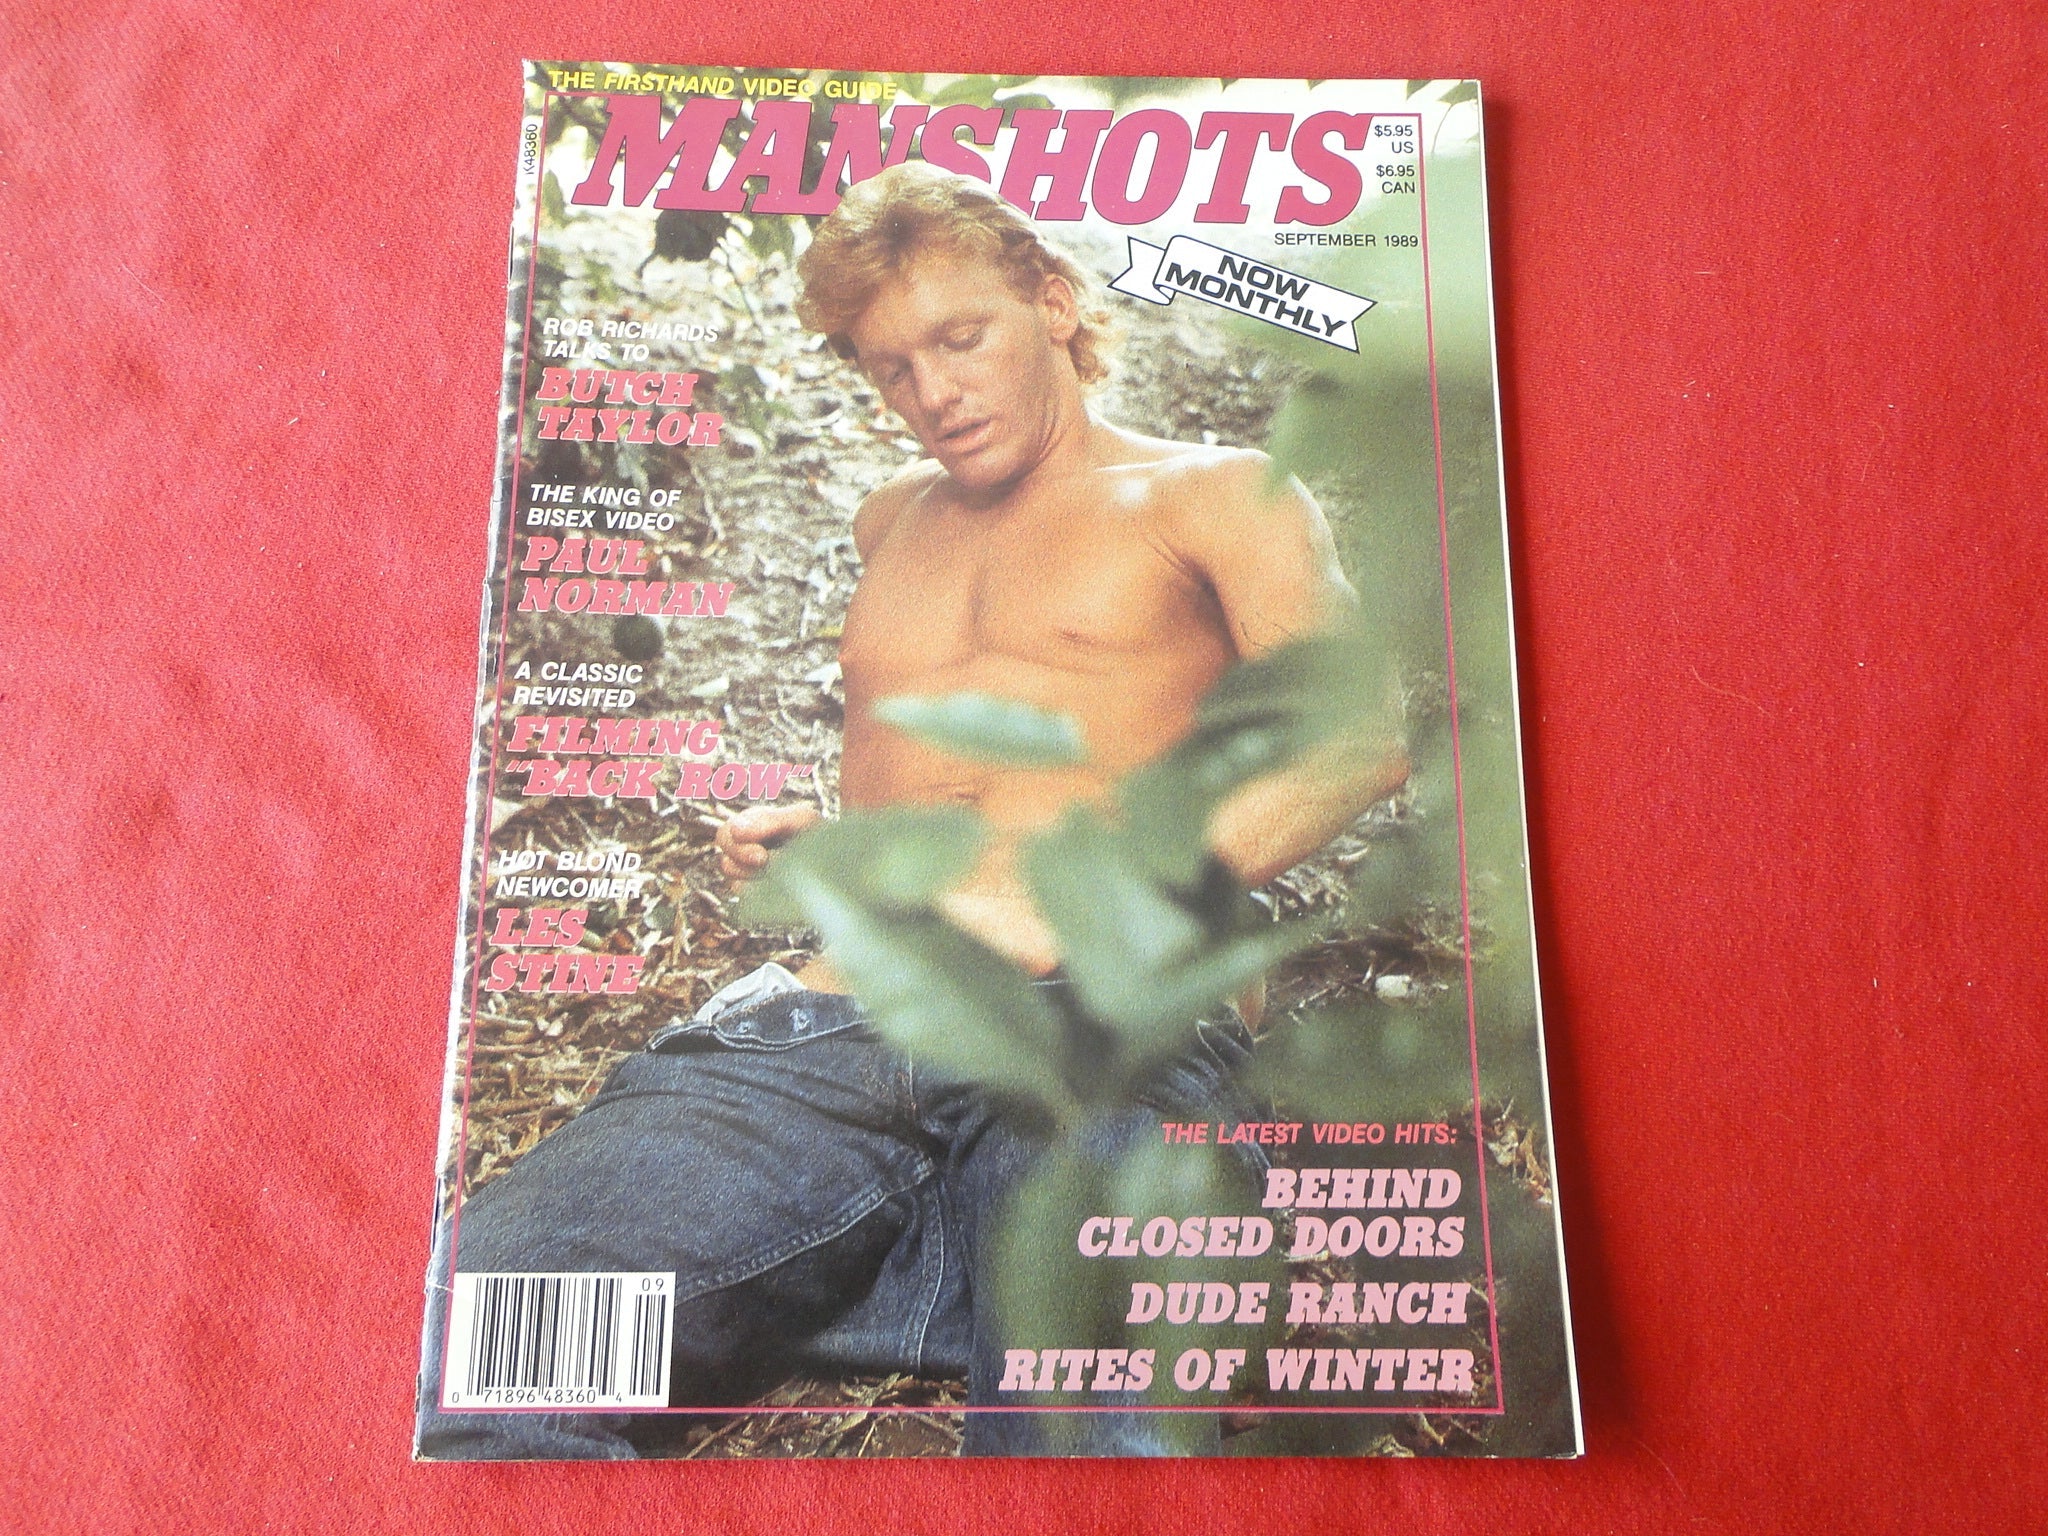 THE FIRSTHAND VIDEO GUIDE
MANSHOTS
$5.95
US
$6.95
CAN
K48360
SEPTEMBER 1989
NOW
MONTHLY
ROB RICHARDS
TALKS TO
BUTCH
TAYLOR
THE KING OF
BISEX VIDEO
PAUL
NORMAN
A CLASSIC
REVISITED
FILMING
"BACK ROW"
HOT BLOND
NEWCOMER
LES
STINE
THE LATEST VIDEO HITS:
BEHIND
CLOSED DOORS
DUDE RANCH
RITES OF WINTER
09
0 71896 48360 4